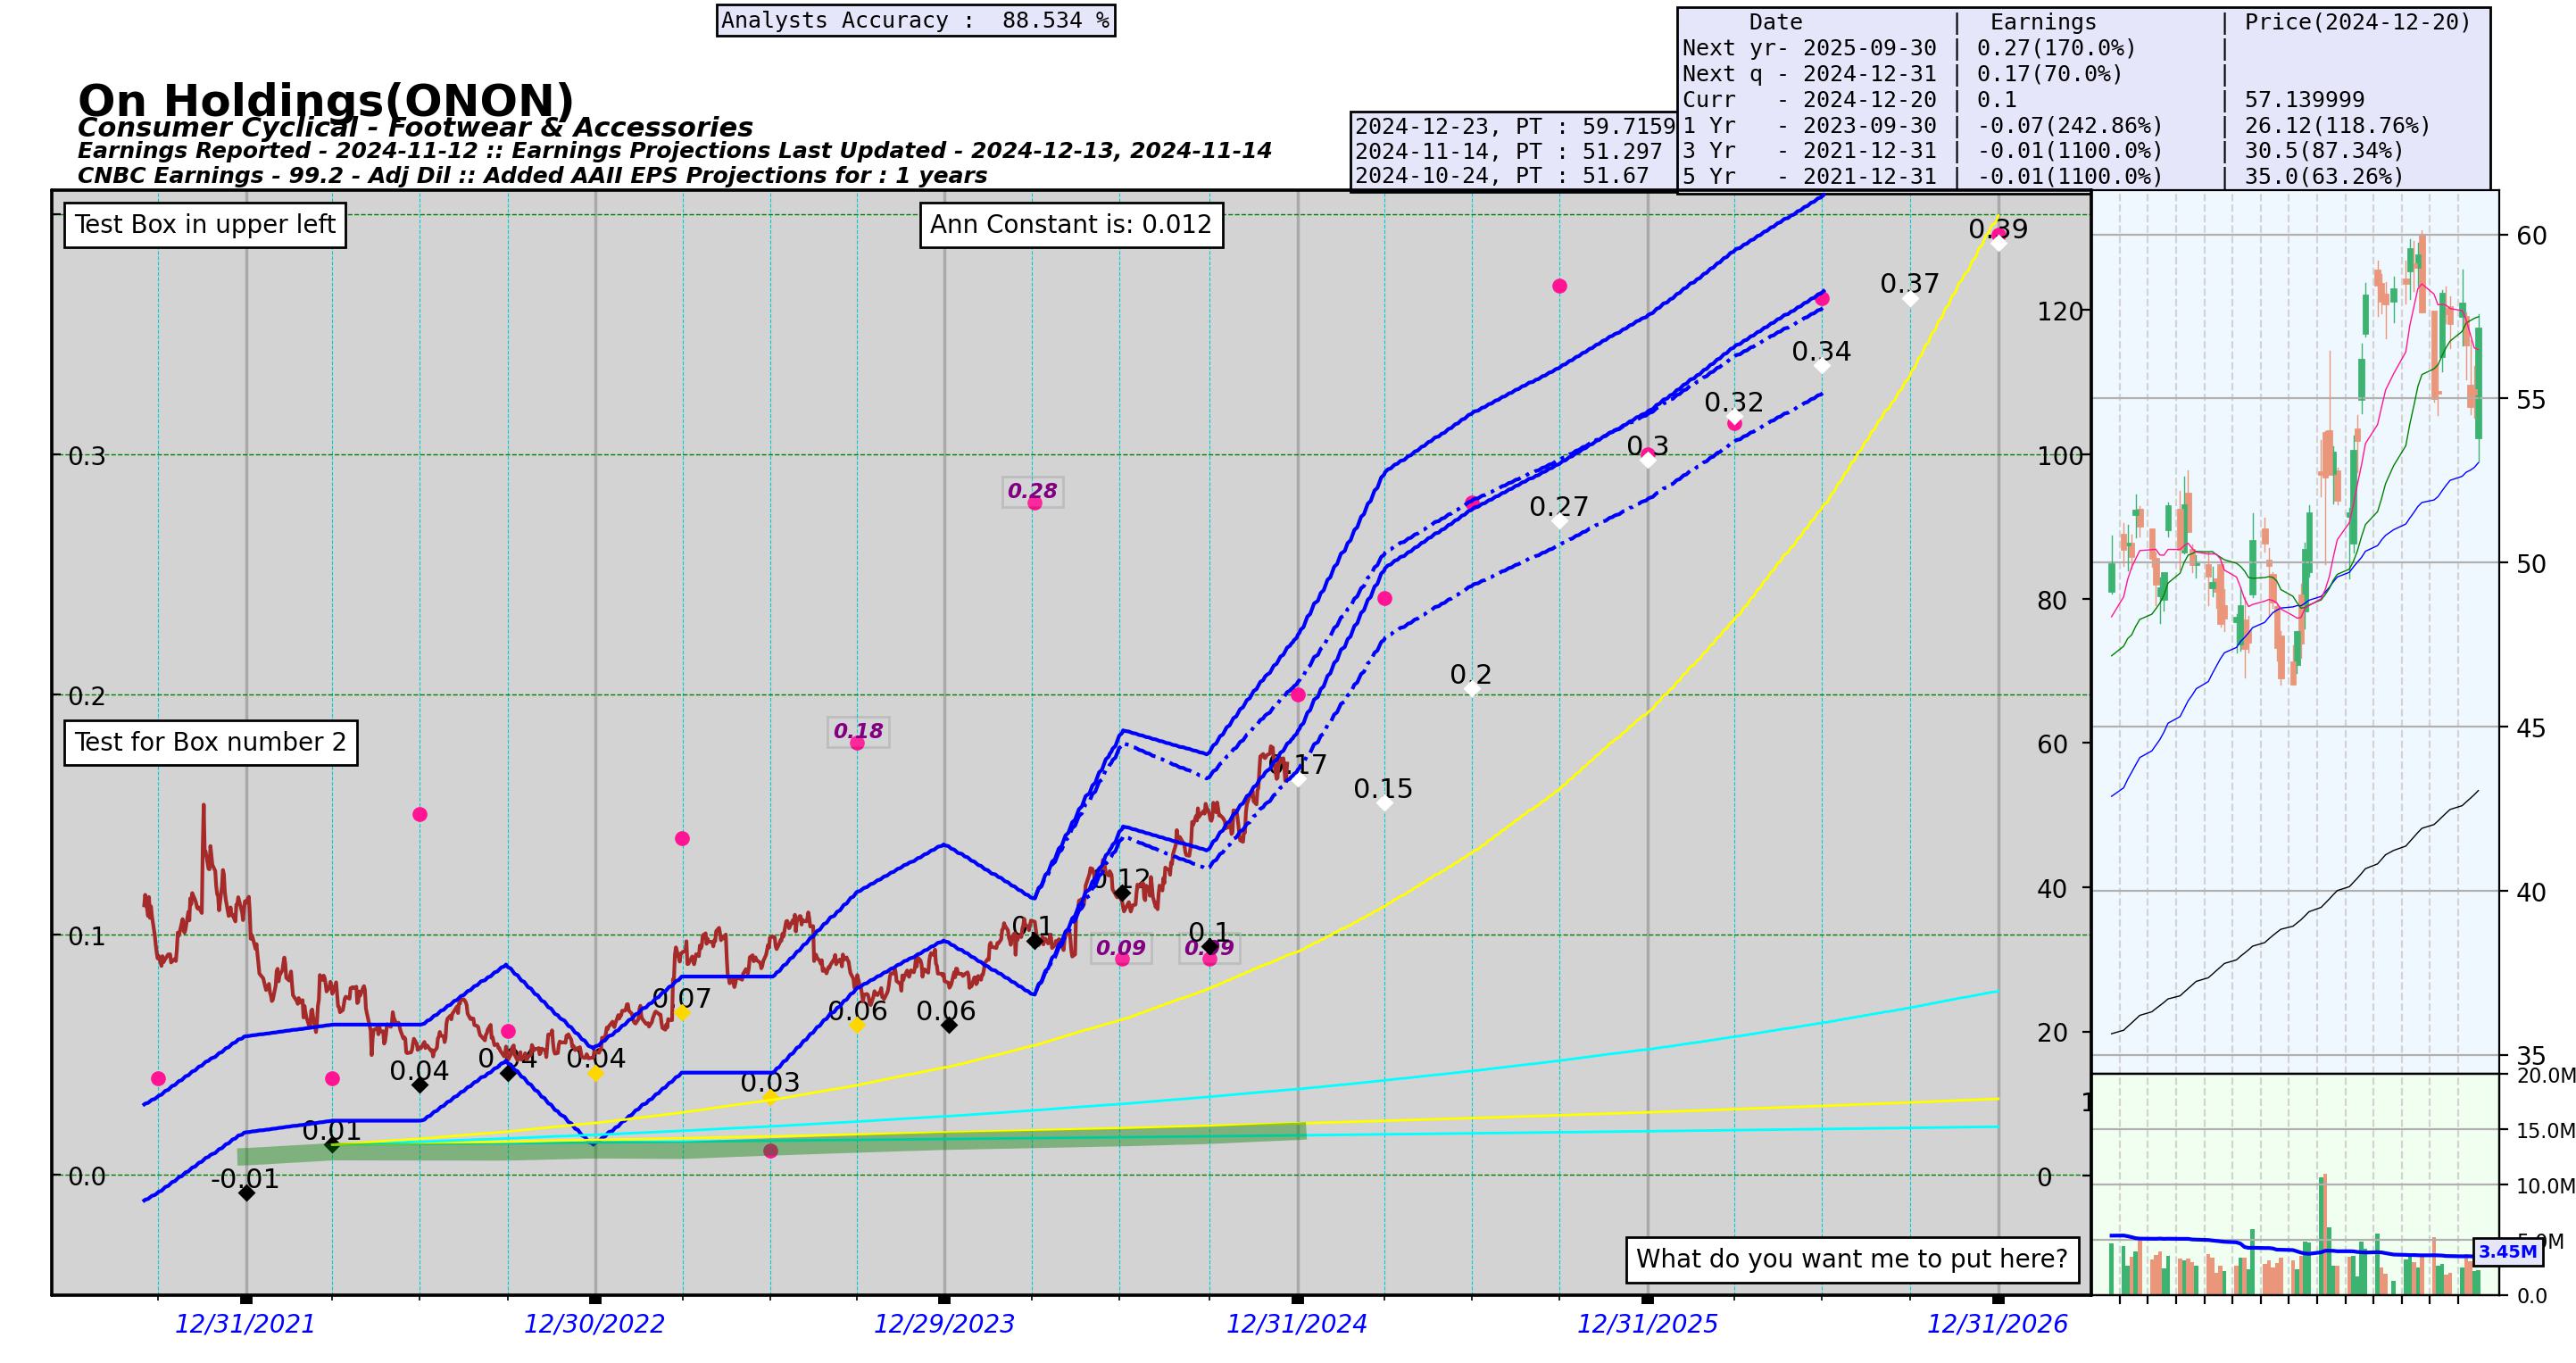 Analysts Accuracy :  88.534 %
Date | Earnings | Price(2024-12-20)
Next yr- 2025-09-30 | 0.27(170.0%) |
Next q - 2024-12-31 | 0.17(70.0%) |
Curr - 2024-12-20 | 0.1 | 57.139999
1 Yr - 2023-09-30 | -0.07(242.86%) | 26.12(118.76%)
3 Yr - 2021-12-31 | -0.01(1100.0%) | 30.5(87.34%)
5 Yr - 2021-12-31 | -0.01(1100.0%) | 35.0(63.26%)
On Holdings(ONON)
Consumer Cyclical - Footwear & Accessories
Earnings Reported - 2024-11-12 :: Earnings Projections Last Updated - 2024-12-13, 2024-11-14
CNBC Earnings - 99.2 - Adj Dil :: Added AAII EPS Projections for : 1 years
2024-12-23, PT : 59.7159
2024-11-14, PT : 51.297
2024-10-24, PT : 51.67
Test Box in upper left
Ann Constant is: 0.012
Test for Box number 2
What do you want me to put here?
0.3
0.2
0.1
0.0
-0.01
0.01
0.04
0.04
0.04
0.07
0.03
0.06
0.06
0.1
0.12
0.1
0.17
0.15
0.2
0.27
0.3
0.32
0.34
0.37
0.39
0.18
0.28
0.09
0.09
120
100
80
60
40
20
0
60
55
50
45
40
35
20.0M
15.0M
10.0M
5.0M
0.0
3.45M
1
12/31/2021
12/30/2022
12/29/2023
12/31/2024
12/31/2025
12/31/2026